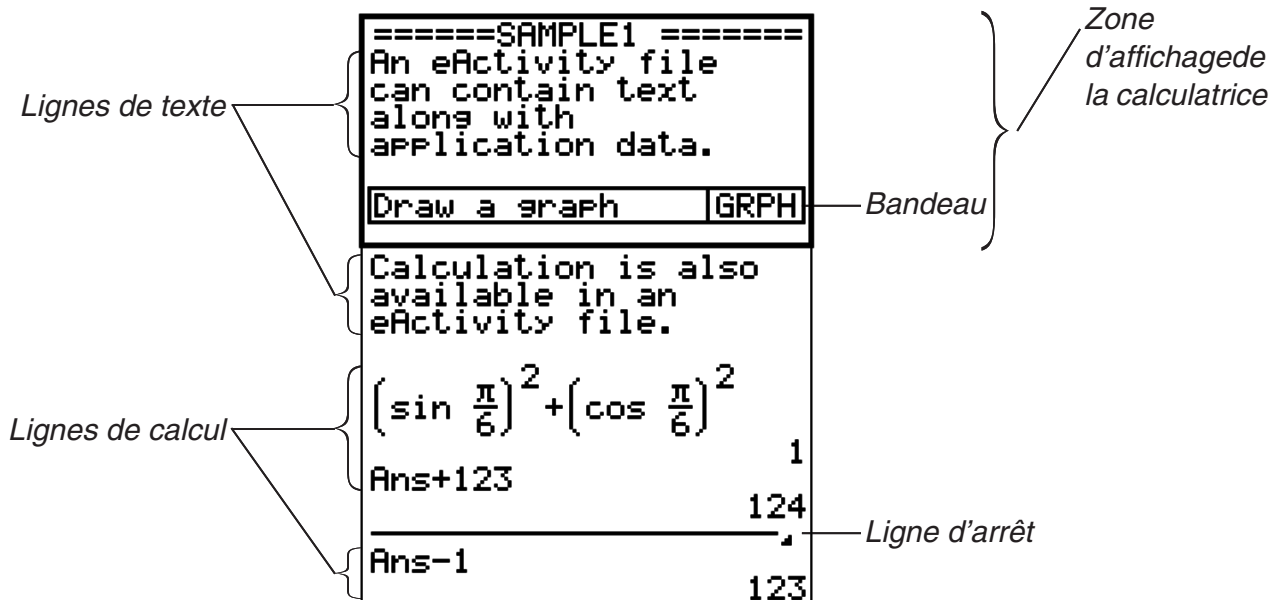 ======SAMPLE1 =======
An eActivity file
can contain text
along with
application data.
Draw a graph GRPH
Calculation is also
available in an
eActivity file.
(sin π/6)²+(cos π/6)²
1
Ans+123
124
Ans−1
123
Lignes de texte
Lignes de calcul
Zone
d'affichagede
la calculatrice
Bandeau
Ligne d'arrêt